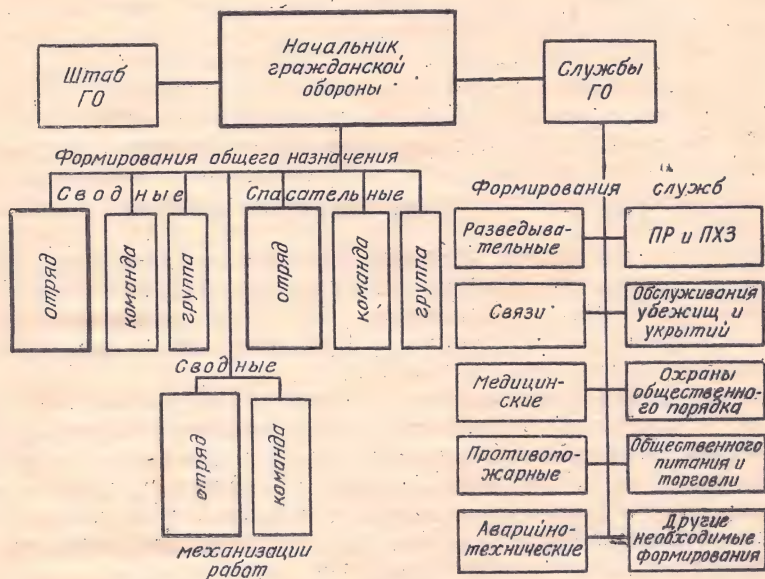 Штаб
ГО
Начальник
гражданской
обороны
Службы
ГО
Формирования общего назначения
Сводные
Спасательные
отряд
команда
группа
отряд
команда
группа
Сводные
отряд
команда
механизации
работ
Формирования служб
Разведыва-
тельные
ПР и ПХЗ
Связи
Обслуживания
убежищ и
укрытий
Медицин-
ские
Охраны
общественно-
го порядка
Противопо-
жарные
Общественного
питания и
торговли
Аварийно-
технические
Другие
необходимые
формирования